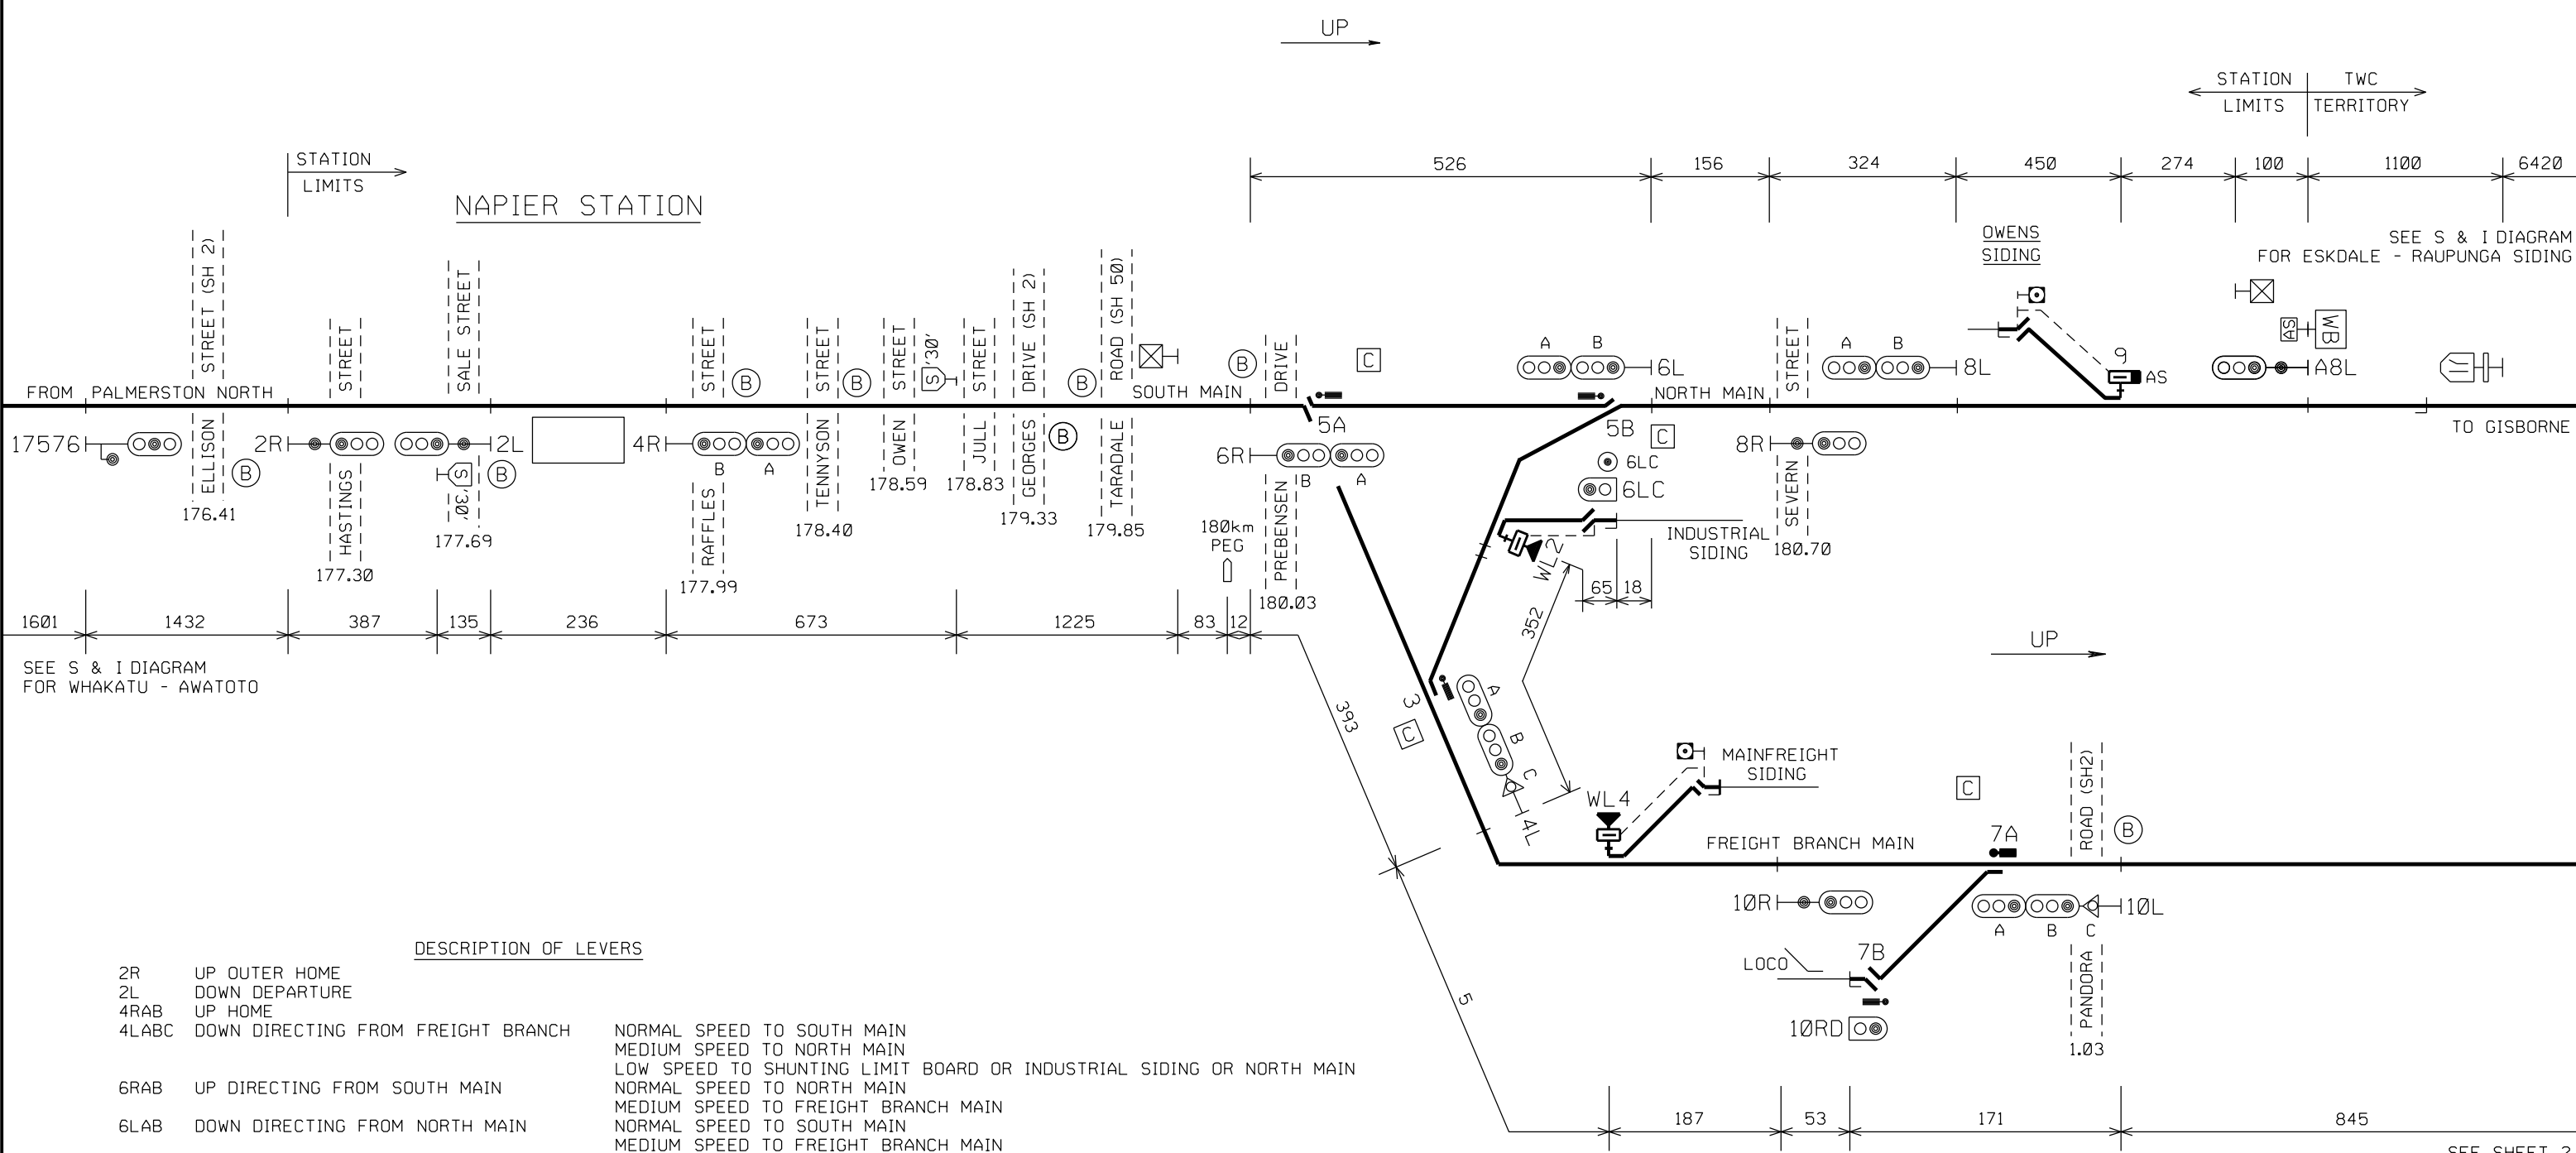 UP
STATION TWC
LIMITS TERRITORY
STATION
LIMITS
NAPIER STATION
526 156 324 450 274 100 1100 6420
OWENS
SIDING
SEE S & I DIAGRAM
FOR ESKDALE - RAUPUNGA SIDING
STREET (SH 2)
STREET
SALE STREET
STREET
B
STREET
B
STREET
S '30'
STREET
DRIVE (SH 2)
B
ROAD (SH 50)
B
DRIVE
C
A B
6L
STREET
A B
8L
9
AS
AS
WB
A8L
FROM PALMERSTON NORTH
SOUTH MAIN
NORTH MAIN
TO GISBORNE
17576
ELLISON
176.41
B
2R
HASTINGS
177.30
S '30'
177.69
2L
B
4R
B A
RAFFLES
177.99
TENNYSON
178.40
OWEN
178.59
JULL
178.83
GEORGES
179.33
B
TARADALE
179.85
6R
B A
5A
PREBENSEN
180.03
180km
PEG
5B
C
6LC
6LC
8R
SEVERN
180.70
INDUSTRIAL
SIDING
WL2
65 18
352
1601 1432 387 135 236 673 1225 83 12
SEE S & I DIAGRAM
FOR WHAKATU - AWATOTO
UP
393
3
C
A
B
C
4L
MAINFREIGHT
SIDING
WL4
C
ROAD (SH2)
FREIGHT BRANCH MAIN
7A
B
10R
10L
A B C
LOCO
7B
PANDORA
1.03
10RD
5
187 53 171 845
SEE SHEET 2
DESCRIPTION OF LEVERS
2R UP OUTER HOME
2L DOWN DEPARTURE
4RAB UP HOME
4LABC DOWN DIRECTING FROM FREIGHT BRANCH NORMAL SPEED TO SOUTH MAIN
MEDIUM SPEED TO NORTH MAIN
LOW SPEED TO SHUNTING LIMIT BOARD OR INDUSTRIAL SIDING OR NORTH MAIN
6RAB UP DIRECTING FROM SOUTH MAIN NORMAL SPEED TO NORTH MAIN
MEDIUM SPEED TO FREIGHT BRANCH MAIN
6LAB DOWN DIRECTING FROM NORTH MAIN NORMAL SPEED TO SOUTH MAIN
MEDIUM SPEED TO FREIGHT BRANCH MAIN